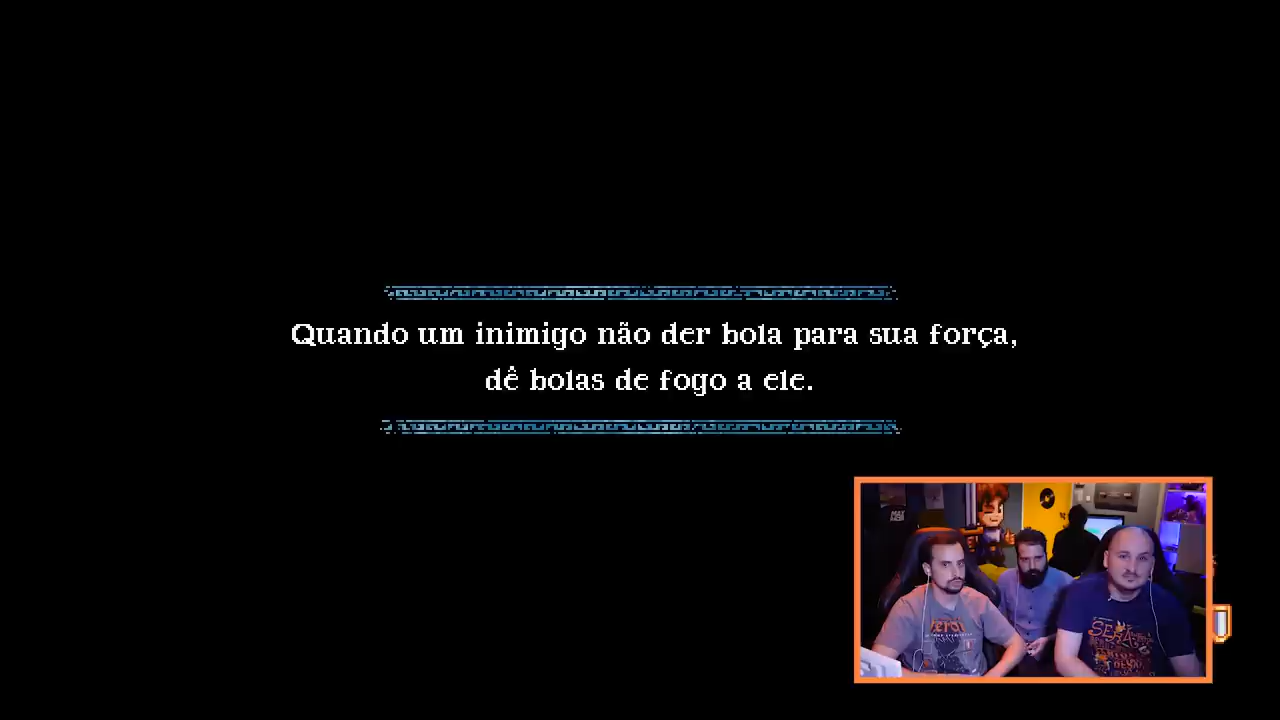 Quando um inimigo não der bola para sua força,
dê bolas de fogo a ele.